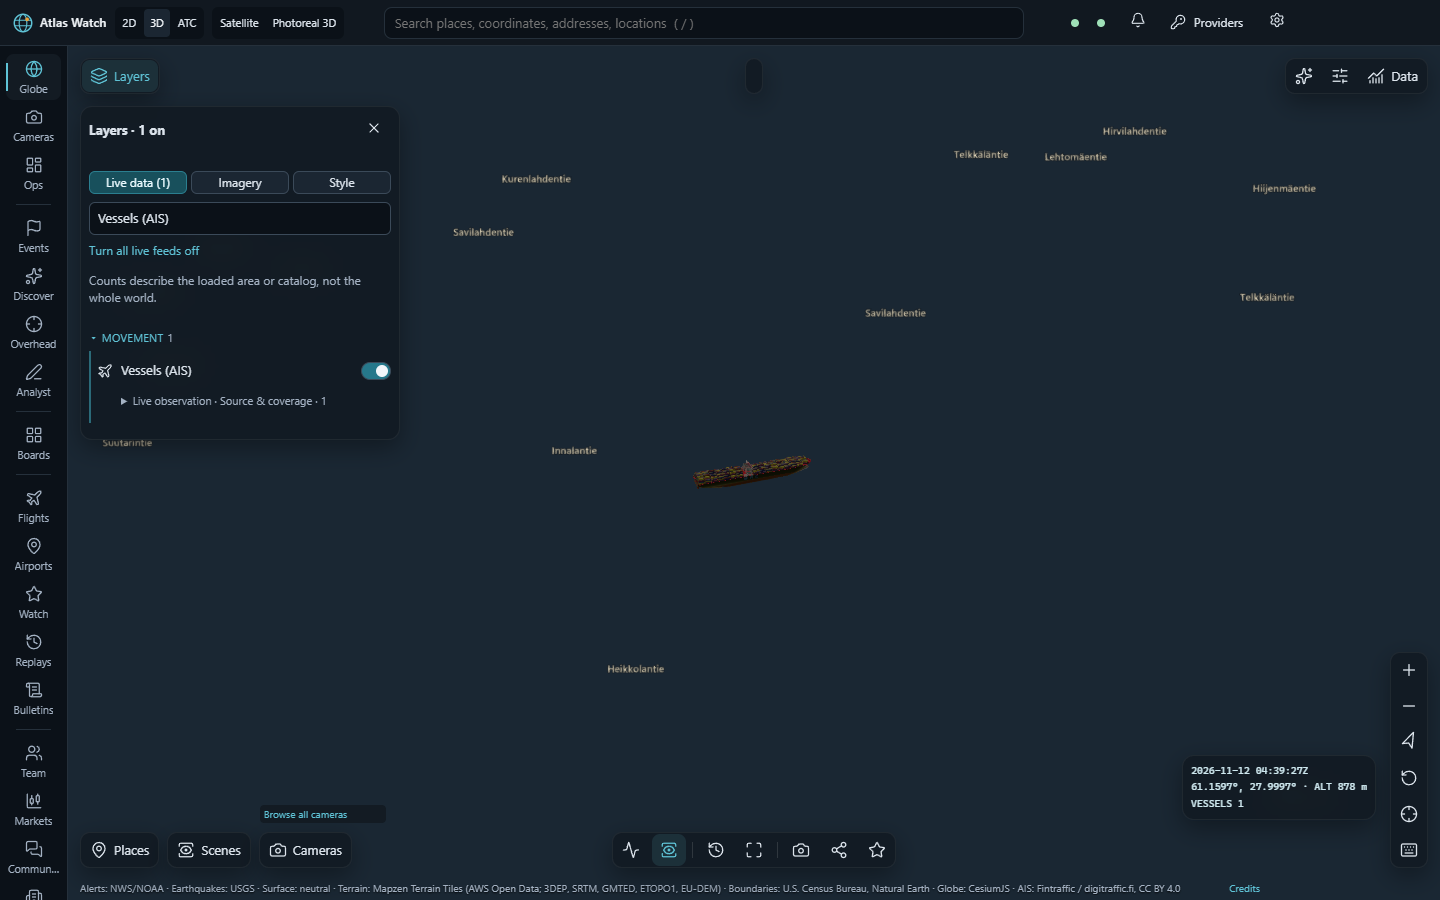 Atlas Watch
2D 3D ATC
Satellite Photoreal 3D
Search places, coordinates, addresses, locations ( / )
Providers
Globe
Cameras
Ops
Events
Discover
Overhead
Analyst
Boards
Flights
Airports
Watch
Replays
Bulletins
Team
Markets
Commun...
Layers
Data
Layers · 1 on
Live data (1)
Imagery
Style
Vessels (AIS)
Turn all live feeds off
Counts describe the loaded area or catalog, not the
whole world.
MOVEMENT 1
Vessels (AIS)
Live observation · Source & coverage · 1
Hirvilahdentie
Telkkäläntie
Lehtomäentie
Kurenlahdentie
Hiijenmäentie
Savilahdentie
Telkkäläntie
Savilahdentie
Suutarintie
Innalantie
Heikkolantie
2026-11-12 04:39:27Z
61.1597°, 27.9997° · ALT 878 m
VESSELS 1
Browse all cameras
Places
Scenes
Cameras
Alerts: NWS/NOAA · Earthquakes: USGS · Surface: neutral · Terrain: Mapzen Terrain Tiles (AWS Open Data; 3DEP, SRTM, GMTED, ETOPO1, EU-DEM) · Boundaries: U.S. Census Bureau, Natural Earth · Globe: CesiumJS · AIS: Fintraffic / digitraffic.fi, CC BY 4.0
Credits